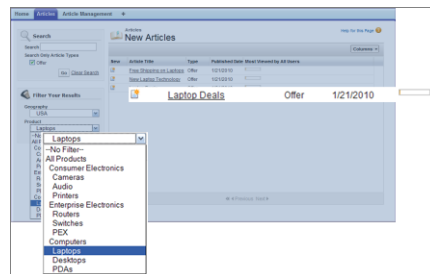 Home Articles Article Management +
Search
Search
Search Only Article Types
Offer
Go Clear Search
Filter Your Results
Geography
USA
Product
Laptops
Articles
New Articles
Help for this Page
Columns
New Article Title Type Published Date Most Viewed by All Users
Free Shipping on Laptops Offer 1/21/2010
New Laptop Technology Offer 1/21/2010
Laptop Deals Offer 1/21/2010
Laptops
--No Filter--
All Products
Consumer Electronics
Cameras
Audio
Printers
Enterprise Electronics
Routers
Switches
PEX
Computers
Laptops
Desktops
PDAs